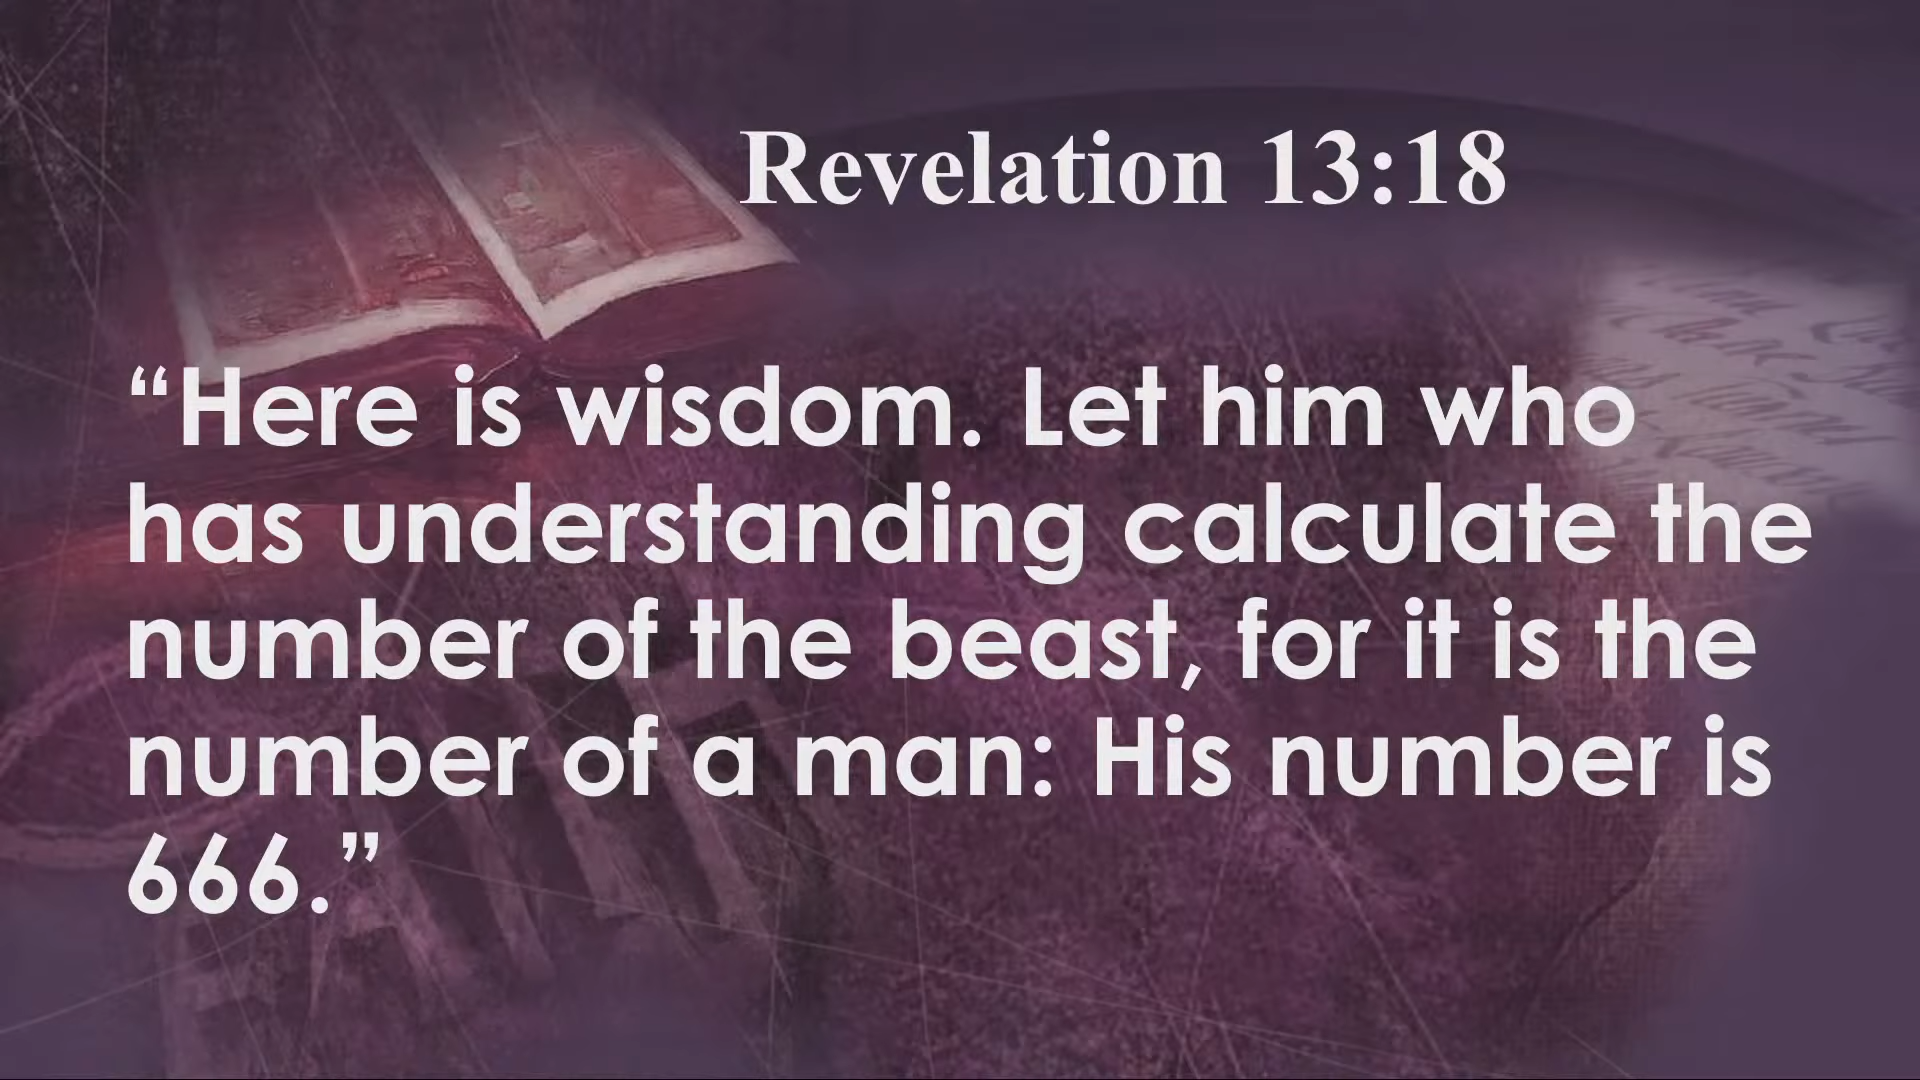 Revelation 13:18
“Here is wisdom. Let him who
has understanding calculate the
number of the beast, for it is the
number of a man: His number is
666.”